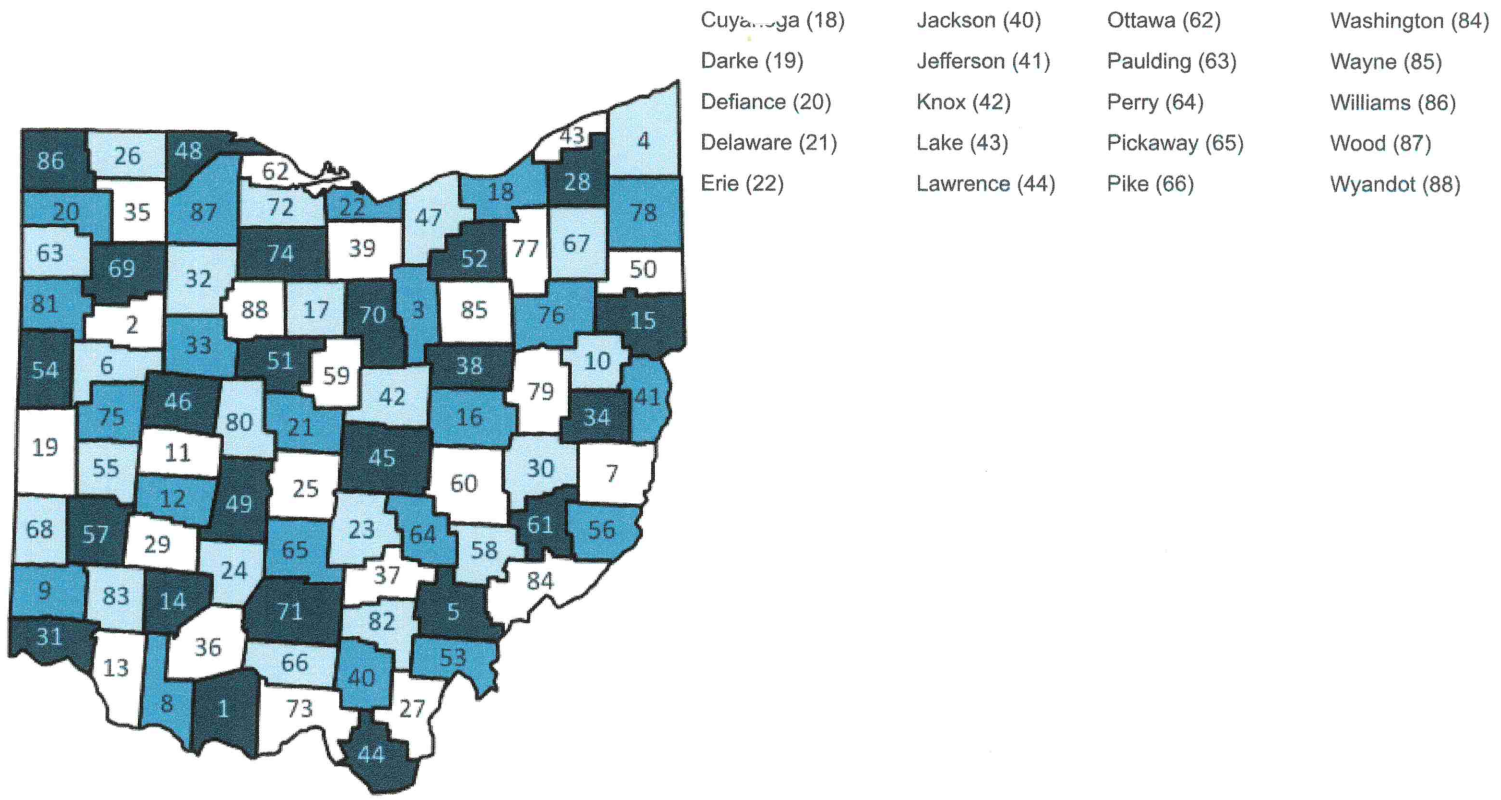 Cuyahoga (18) Jackson (40) Ottawa (62) Washington (84)
Darke (19) Jefferson (41) Paulding (63) Wayne (85)
Defiance (20) Knox (42) Perry (64) Williams (86)
Delaware (21) Lake (43) Pickaway (65) Wood (87)
Erie (22) Lawrence (44) Pike (66) Wyandot (88)
43 4
86 26 48 62 28
20 35 87 72 22 47 18 78
63 69 32 74 39 52 77 67 50
81 2 88 17 70 3 85 76 15
54 6 33 51 59 42 38 79 10 41
75 46 80 21 16 34
19 55 11 45 60 30 7
68 57 12 49 25 23 64 58 61 56
29 24 65 37 84
9 83 14 71 82 5
31 13 36 66 40 53
8 1 73 27
44